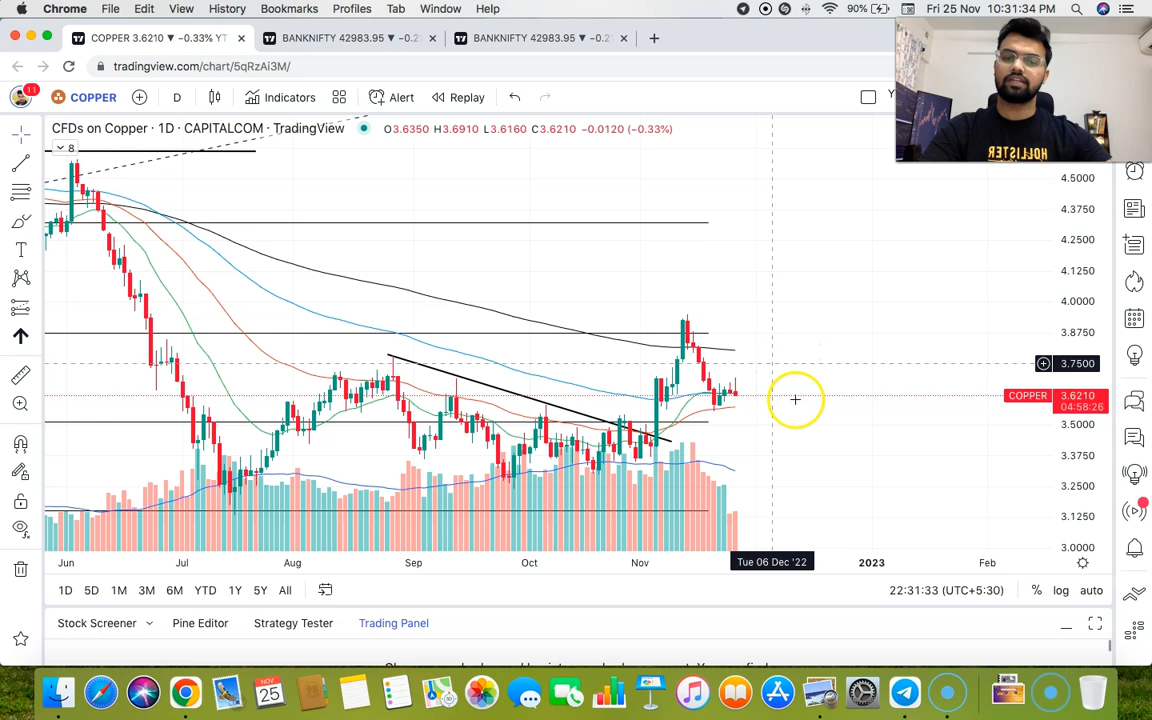 Chrome File Edit View History Bookmarks Profiles Tab Window Help 90% Fri 25 Nov 10:31:34 PM
COPPER 3.6210 ▼ −0.33% YT
BANKNIFTY 42983.95 ▼ −0.2
BANKNIFTY 42983.95 ▼ −0.2
tradingview.com/chart/5qRzAi3M/
11 COPPER D Indicators Alert Replay Y
CFDs on Copper · 1D · CAPITALCOM · TradingView O3.6350 H3.6910 L3.6160 C3.6210 −0.0120 (−0.33%)
8
HOLLISTER
4.5000
4.3750
4.2500
4.1250
4.0000
3.8750
3.7500
COPPER 3.6210
04:58:26
3.5000
3.3750
3.2500
3.1250
3.0000
Jun Jul Aug Sep Oct Nov Tue 06 Dec '22 2023 Feb
1D 5D 1M 3M 6M YTD 1Y 5Y All 22:31:33 (UTC+5:30) % log auto
Stock Screener Pine Editor Strategy Tester Trading Panel
NOV
25